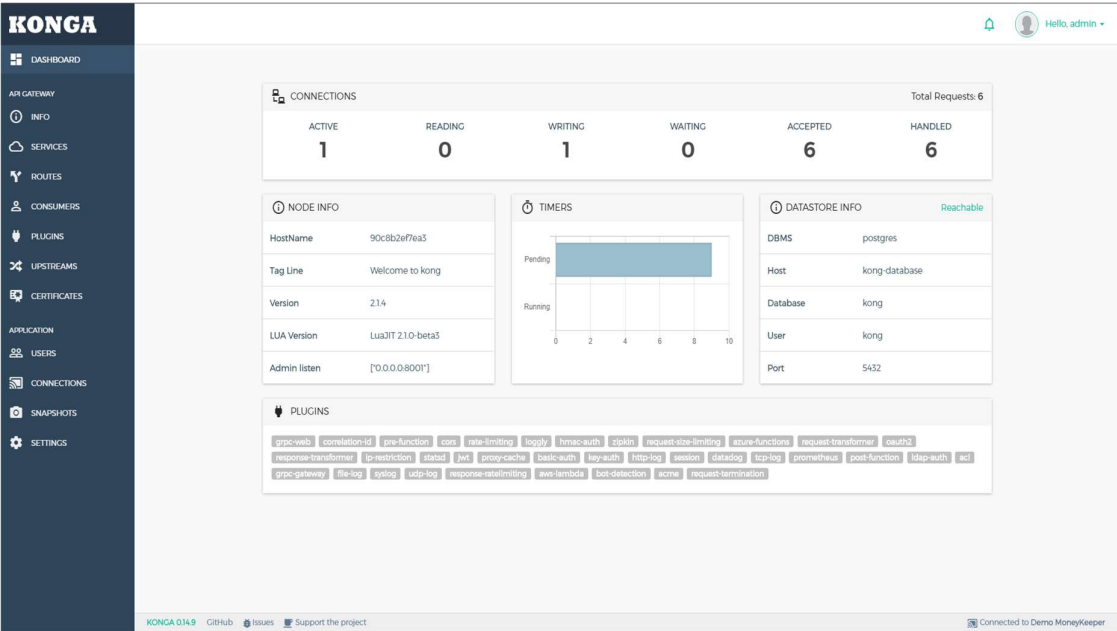 KONGA
Hello, admin
DASHBOARD
API GATEWAY
INFO
SERVICES
ROUTES
CONSUMERS
PLUGINS
UPSTREAMS
CERTIFICATES
APPLICATION
USERS
CONNECTIONS
SNAPSHOTS
SETTINGS
CONNECTIONS Total Requests: 6
ACTIVE READING WRITING WAITING ACCEPTED HANDLED
1 0 1 0 6 6
NODE INFO
HostName 90c8b2ef7ea3
Tag Line Welcome to kong
Version 2.1.4
LUA Version LuaJIT 2.1.0-beta3
Admin listen ["0.0.0.0:8001"]
TIMERS
Pending
Running
0 2 4 6 8 10
DATASTORE INFO Reachable
DBMS postgres
Host kong-database
Database kong
User kong
Port 5432
PLUGINS
grpc-web correlation-id pre-function cors rate-limiting loggly hmac-auth zipkin request-size-limiting azure-functions request-transformer oauth2
response-transformer ip-restriction statsd jwt proxy-cache basic-auth key-auth http-log session datadog tcp-log prometheus post-function ldap-auth acl
grpc-gateway file-log syslog udp-log response-ratelimiting aws-lambda bot-detection acme request-termination
KONGA 0.14.9 GitHub Issues Support the project Connected to Demo MoneyKeeper